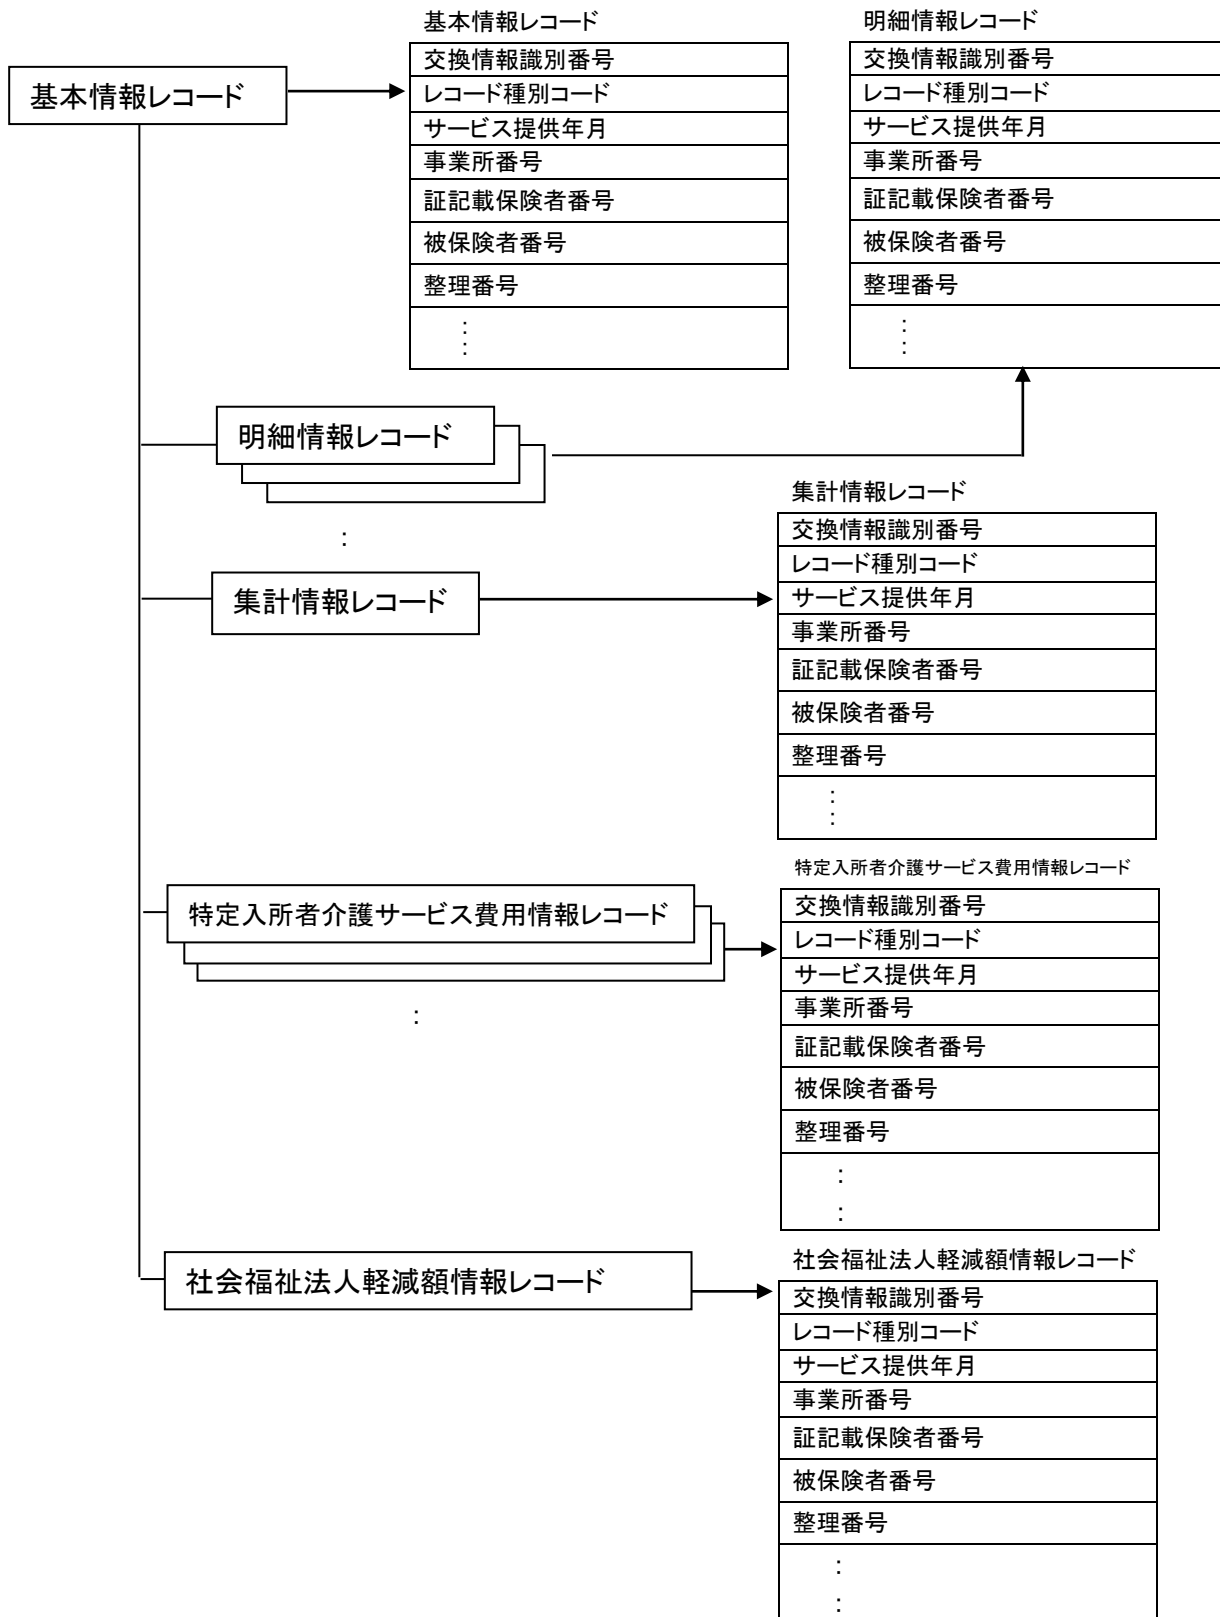 基本情報レコード
基本情報レコード
交換情報識別番号
レコード種別コード
サービス提供年月
事業所番号
証記載保険者番号
被保険者番号
整理番号
:
:
明細情報レコード
交換情報識別番号
レコード種別コード
サービス提供年月
事業所番号
証記載保険者番号
被保険者番号
整理番号
:
:
明細情報レコード
:
集計情報レコード
集計情報レコード
交換情報識別番号
レコード種別コード
サービス提供年月
事業所番号
証記載保険者番号
被保険者番号
整理番号
:
:
特定入所者介護サービス費用情報レコード
:
特定入所者介護サービス費用情報レコード
交換情報識別番号
レコード種別コード
サービス提供年月
事業所番号
証記載保険者番号
被保険者番号
整理番号
:
:
社会福祉法人軽減額情報レコード
社会福祉法人軽減額情報レコード
交換情報識別番号
レコード種別コード
サービス提供年月
事業所番号
証記載保険者番号
被保険者番号
整理番号
:
: